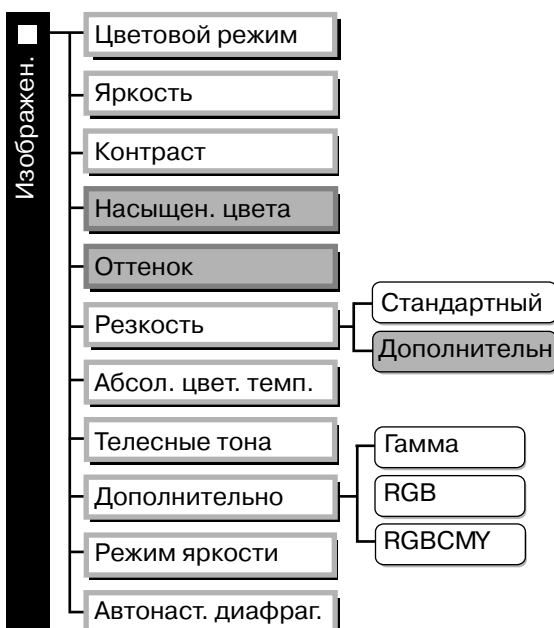 Изображен.
Цветовой режим
Яркость
Контраст
Насыщен. цвета
Оттенок
Резкость
Стандартный
Дополнительн
Абсол. цвет. темп.
Телесные тона
Дополнительно
Гамма
RGB
RGBCMY
Режим яркости
Автонаст. диафраг.